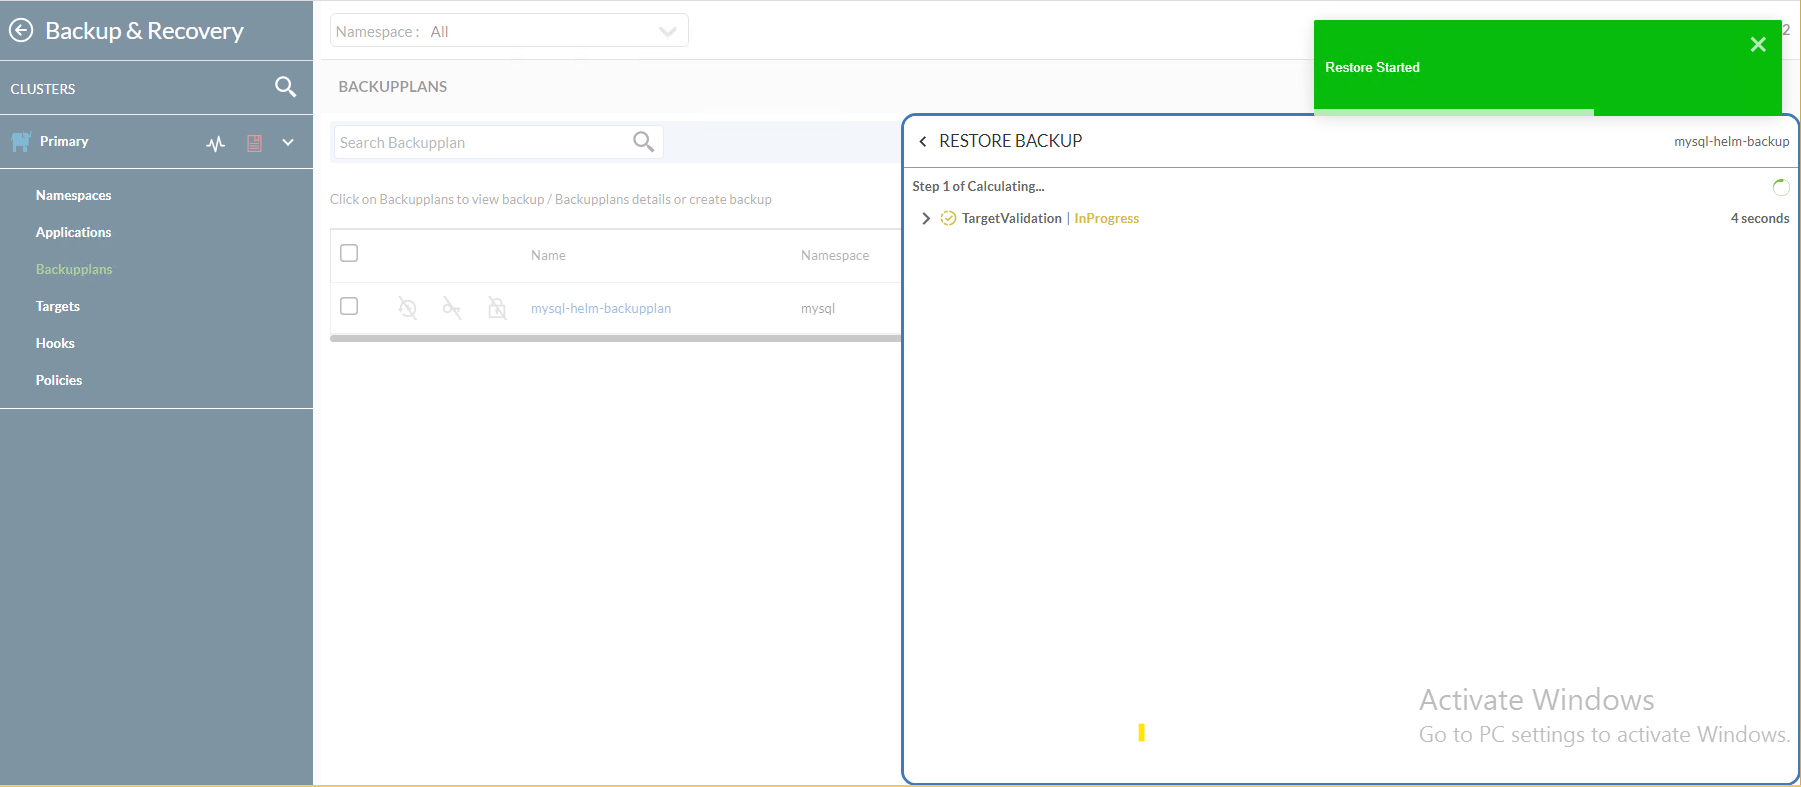 Backup & Recovery
CLUSTERS
Primary
Namespaces
Applications
Backupplans
Targets
Hooks
Policies
Namespace : All
BACKUPPLANS
Search Backupplan
Click on Backupplans to view backup / Backupplans details or create backup
Name Namespace
mysql-helm-backupplan mysql
2
Restore Started
RESTORE BACKUP mysql-helm-backup
Step 1 of Calculating...
TargetValidation | InProgress 4 seconds
Activate Windows
Go to PC settings to activate Windows.